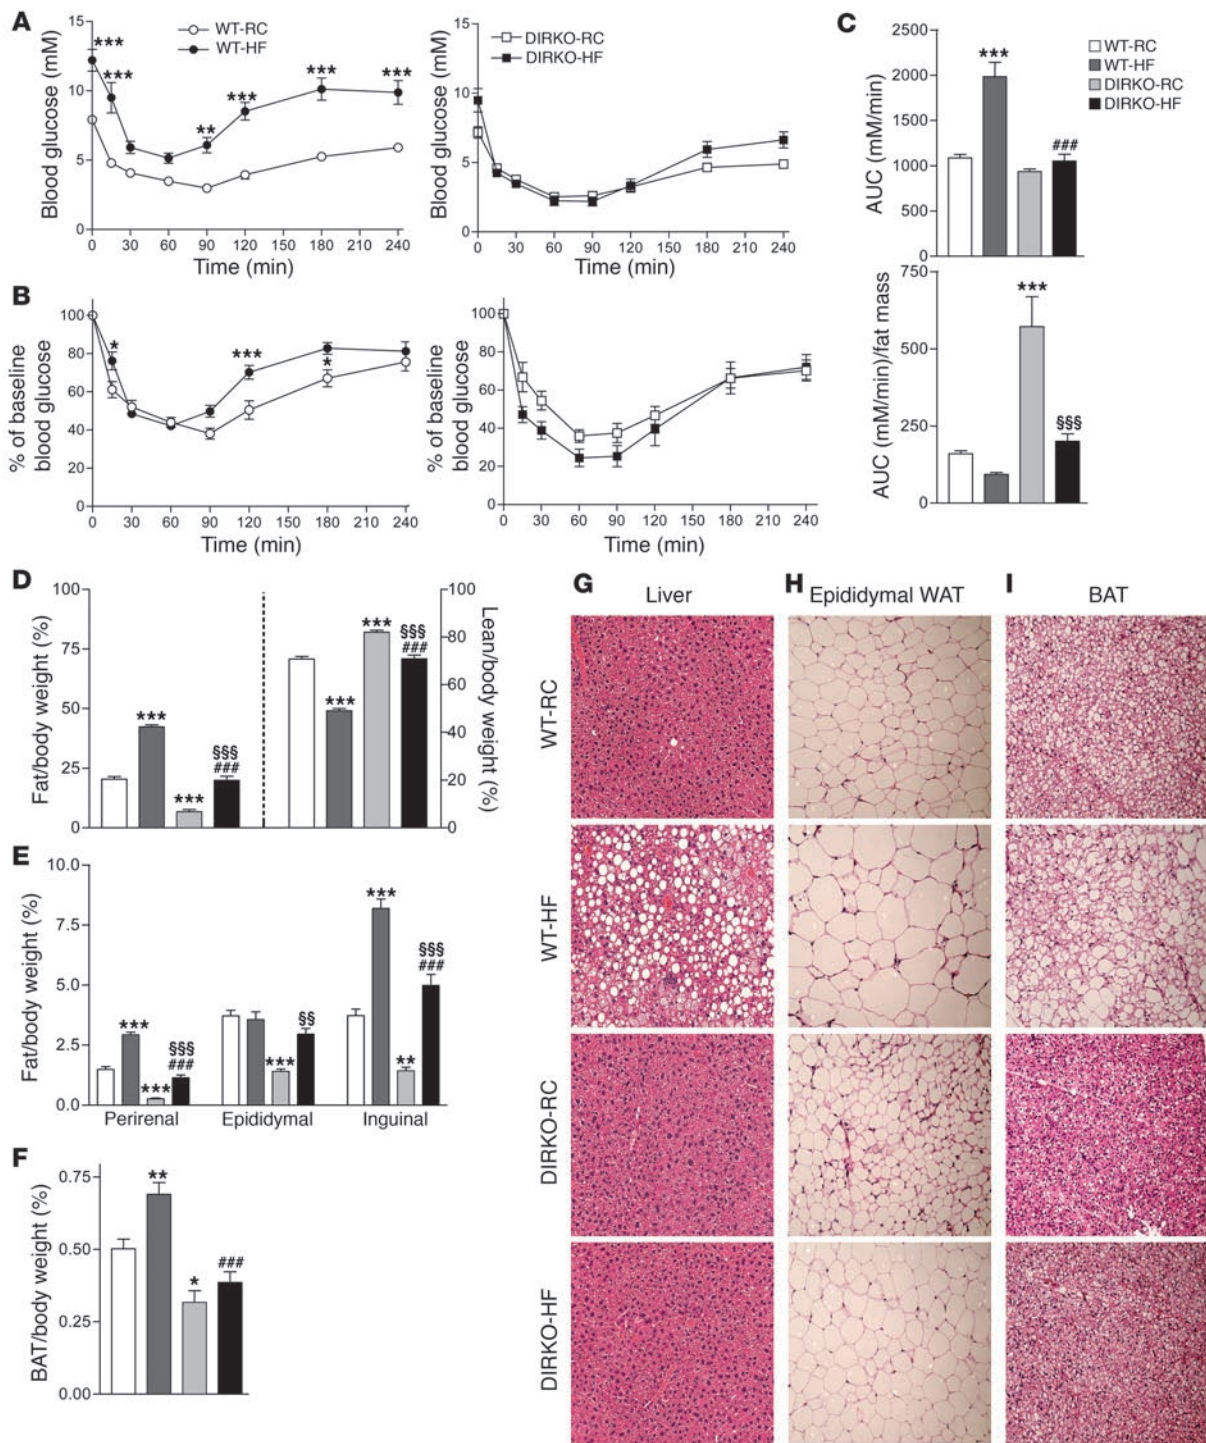 A
Blood glucose (mM)
15
10
5
0
WT-RC
WT-HF
***
***
**
***
***
***
0 15 30 60 90 120 150 180 210 240
Time (min)
Blood glucose (mM)
15
10
5
0
DIRKO-RC
DIRKO-HF
0 15 30 60 90 120 150 180 210 240
Time (min)
C
AUC (mM/min)
2500
2000
1500
1000
500
0
***
###
WT-RC
WT-HF
DIRKO-RC
DIRKO-HF
AUC (mM/min)/fat mass
750
500
250
0
***
§§§
B
% of baseline
blood glucose
100
80
60
40
20
0
*
***
*
0 15 30 60 90 120 150 180 210 240
Time (min)
% of baseline
blood glucose
100
80
60
40
20
0
0 15 30 60 90 120 150 180 210 240
Time (min)
D
Fat/body weight (%)
100
75
50
25
0
***
***
§§§
###
***
***
§§§
###
100
80
60
40
20
0
Lean/body
weight (%)
E
Fat/body weight (%)
10.0
7.5
5.0
2.5
0.0
***
***
§§§
###
***
§§
***
**
§§§
###
Perirenal Epididymal Inguinal
F
BAT/body weight (%)
0.75
0.50
0.25
0.00
**
*
###
G Liver
H Epididymal WAT
I BAT
WT-RC
WT-HF
DIRKO-RC
DIRKO-HF